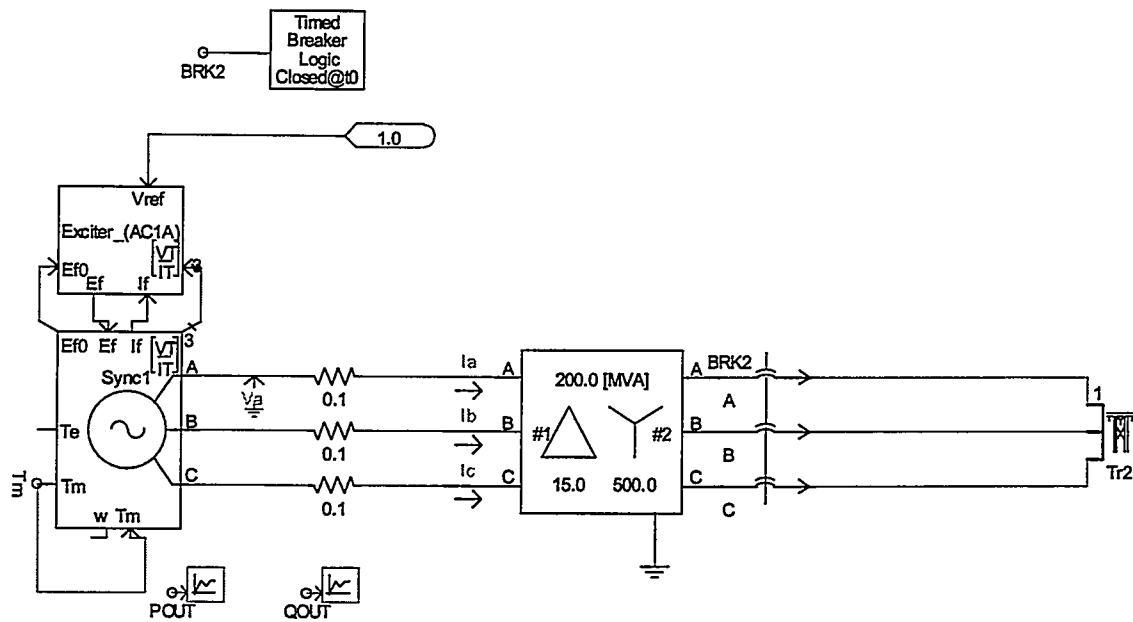 Timed
Breaker
Logic
Closed@t0
BRK2
1.0
Vref
Exciter_(AC1A)
Ef0
Ef
If
VT
IT
3
Ef0 Ef If
VT
IT
3
Sync1
A
B
C
Te
Tm
Tm
w Tm
Va
0.1
0.1
0.1
Ia
Ib
Ic
A
B
C
200.0 [MVA]
#1
#2
15.0
500.0
A
B
C
BRK2
A
B
C
1
Tr2
POUT
QOUT